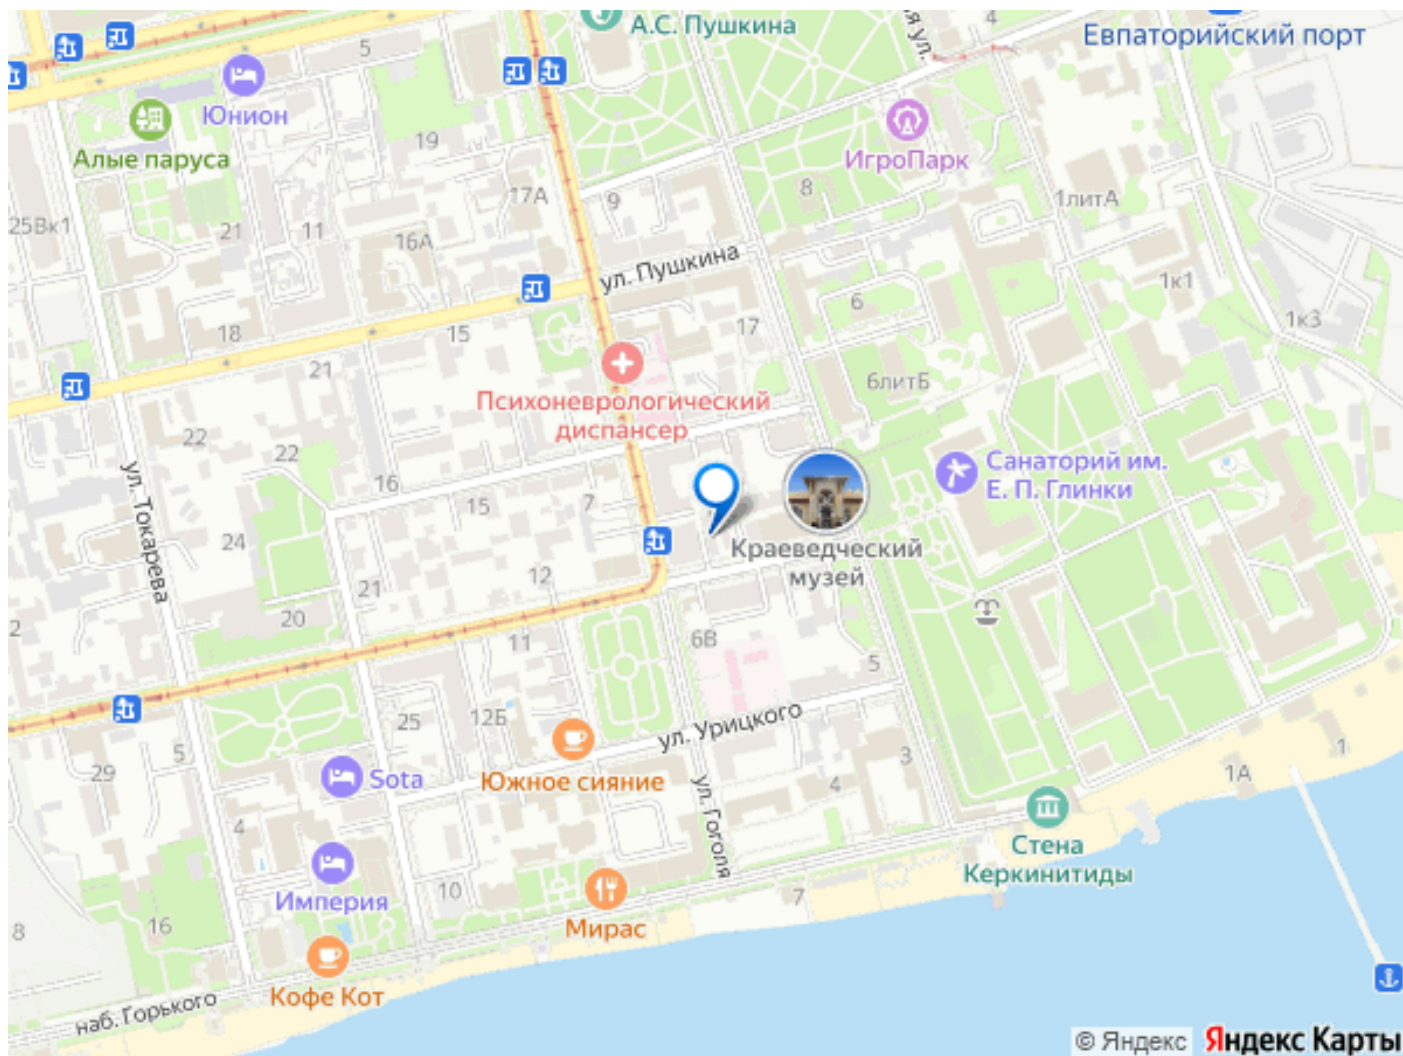 А.С. Пушкина
4
я ул.
Евпаторийский порт
5
Юнион
Алые паруса
19
ИгроПарк
17А
9
8
1литА
25Вк1
21
11
16А
ул. Пушкина
6
1к1
1к3
18
15
17
21
Психоневрологический
диспансер
6литБ
22
22
ул. Токарева
16
15
7
Санаторий им.
Е. П. Глинки
24
Краеведческий
музей
12
21
2
20
11
6В
5
25
12Б
ул. Урицкого
5
29
Sota
Южное сияние
ул. Гоголя
3
4
1
1А
4
Стена
Керкинитиды
Империя
10
7
16
8
Мирас
Кофе Кот
наб. Горького
© Яндекс Яндекс Карты